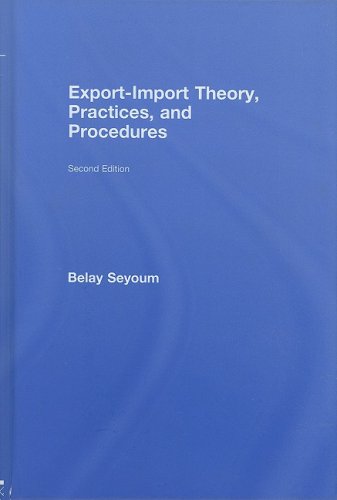 Export-Import Theory,
Practices, and
Procedures
Second Edition
Belay Seyoum